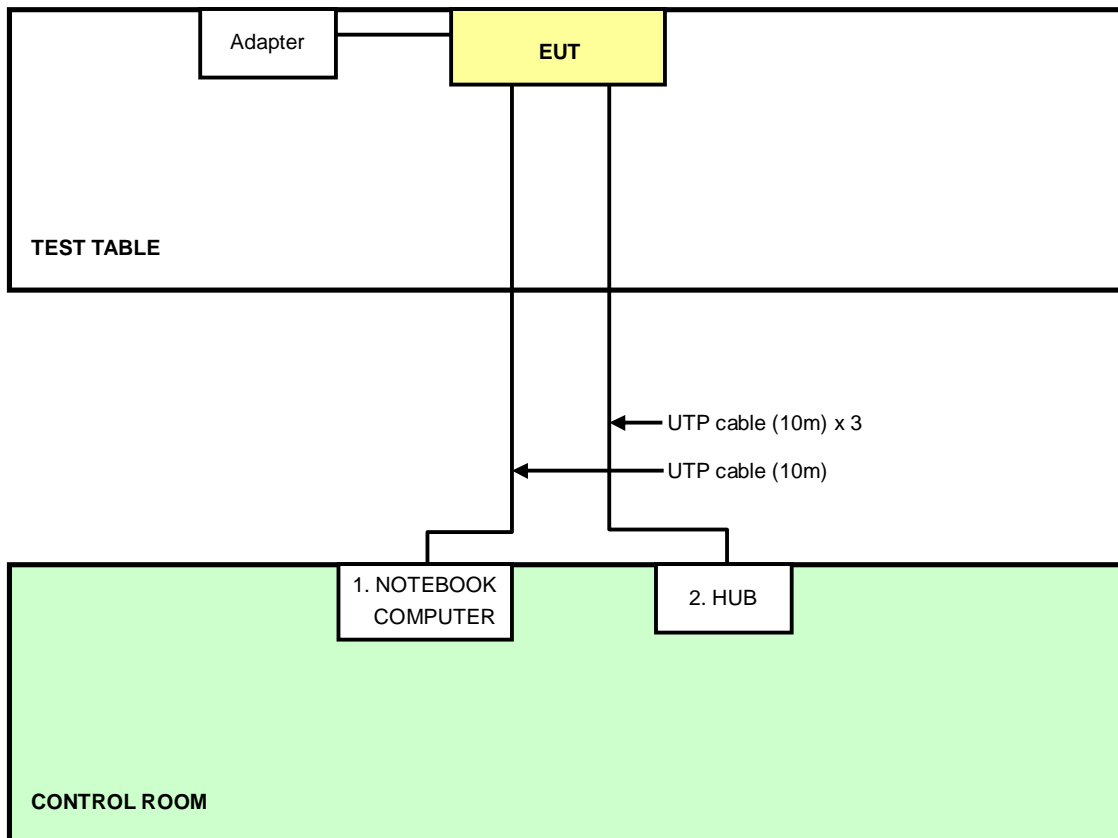 Adapter
EUT
TEST TABLE
UTP cable (10m) x 3
UTP cable (10m)
1. NOTEBOOK
COMPUTER
2. HUB
CONTROL ROOM